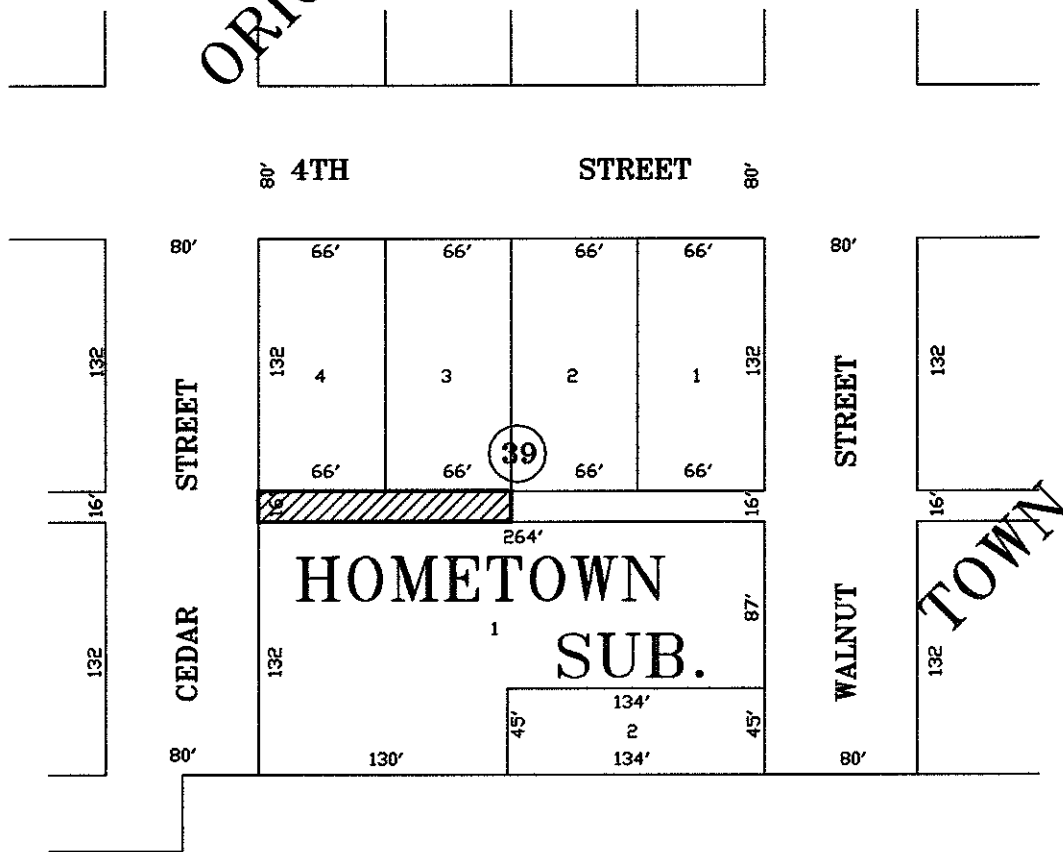 80' 4TH STREET 80'
80' 66' 66' 66' 66' 80'
132 132 132 132
4 3 2 1
STREET STREET
39
66' 66' 66' 66'
16' 16 16' 16'
264'
HOMETOWN
TOWN
87'
1
SUB.
CEDAR WALNUT
132 132 132
134'
45' 2 45'
80' 130' 134' 80'